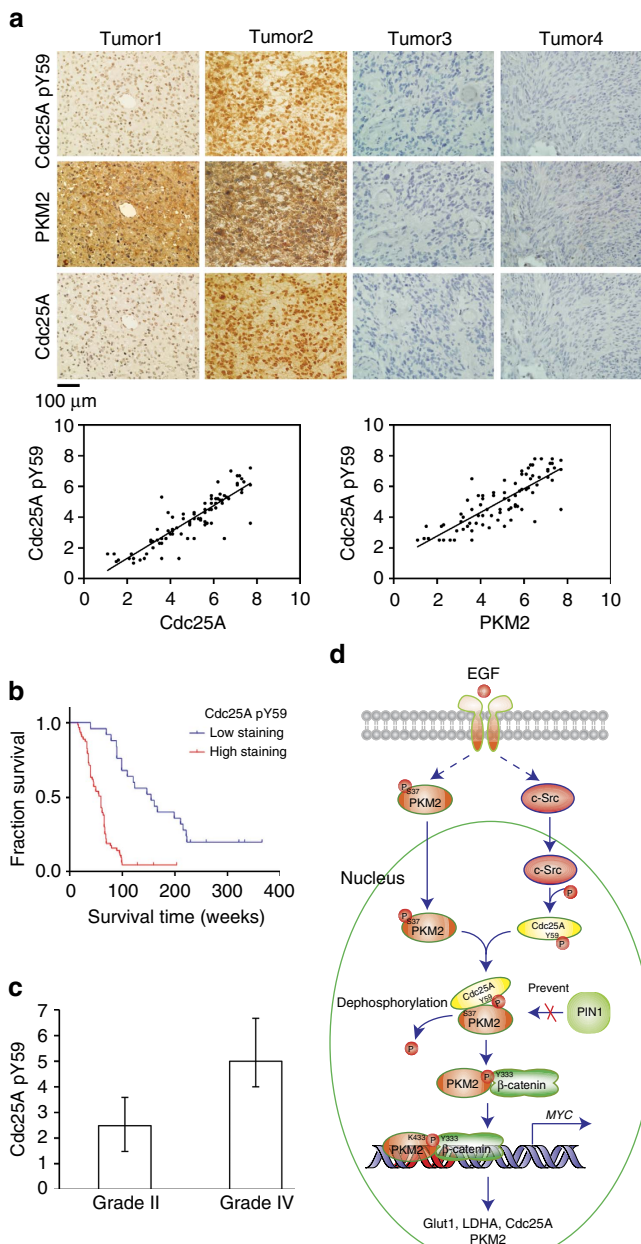 a
Tumor1 Tumor2 Tumor3 Tumor4
Cdc25A pY59
PKM2
Cdc25A
100 μm
Cdc25A pY59
10
8
6
4
2
0
0 2 4 6 8 10
Cdc25A
Cdc25A pY59
10
8
6
4
2
0
0 2 4 6 8 10
PKM2
b
Cdc25A pY59
Low staining
High staining
Fraction survival
1.0
0.5
0.0
0 100 200 300 400
Survival time (weeks)
c
Cdc25A pY59
7
6
5
4
3
2
1
0
Grade II Grade IV
d
EGF
P
S37
PKM2
c-Src
Nucleus
c-Src
P
P
S37
PKM2
Cdc25A
Y59
P
Dephosphorylation
Cdc25A
Y59
P
S37
PKM2
Prevent
PIN1
P
PKM2
P
Y333
β-catenin
K433
PKM2
P
Y333
β-catenin
MYC
Glut1, LDHA, Cdc25A
PKM2